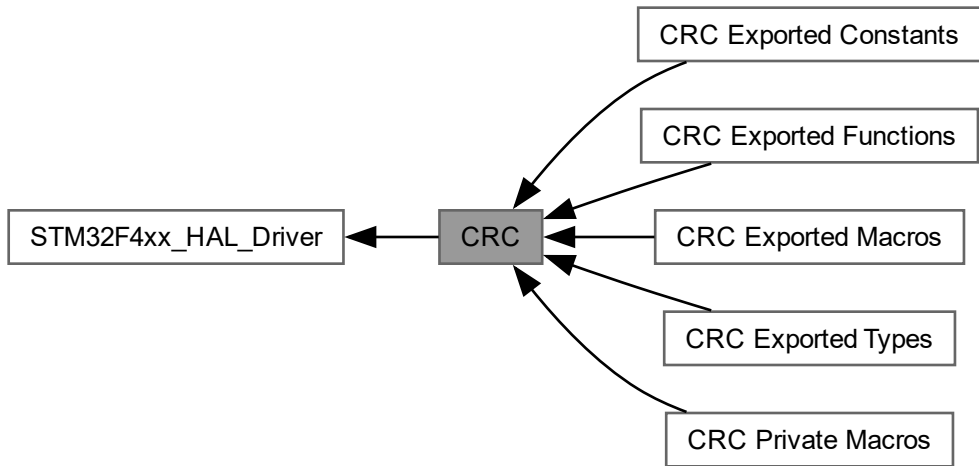 CRC Exported Constants
CRC Exported Functions
STM32F4xx_HAL_Driver
CRC
CRC Exported Macros
CRC Exported Types
CRC Private Macros